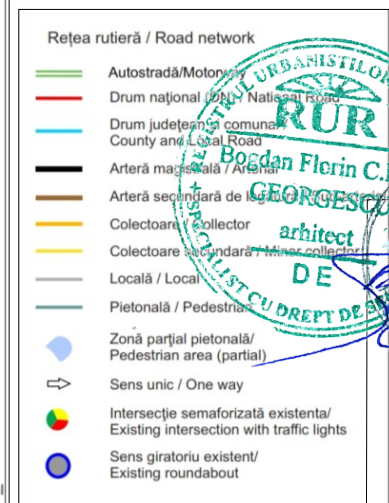 Rețea rutieră / Road network
Autostradă/Motorway
Drum național (DN) / National Road
Drum județean și comunal
County and Local Road
Arteră magistrală / Arterial
Arteră secundară de
Colectoare / Collector
Colectoare secundară / Minor collector
Locală / Local
Pietonală / Pedestrian
Zonă parțial pietonală/
Pedestrian area (partial)
Sens unic / One way
Intersecție semaforizată existenta/
Existing intersection with traffic lights
Sens giratoriu existent/
Existing roundabout
URBANISTILOR
RUR
Bogdan Florin C.
GEORGESCU
arhitect
D E
SPECIALIST CU DREPT DE